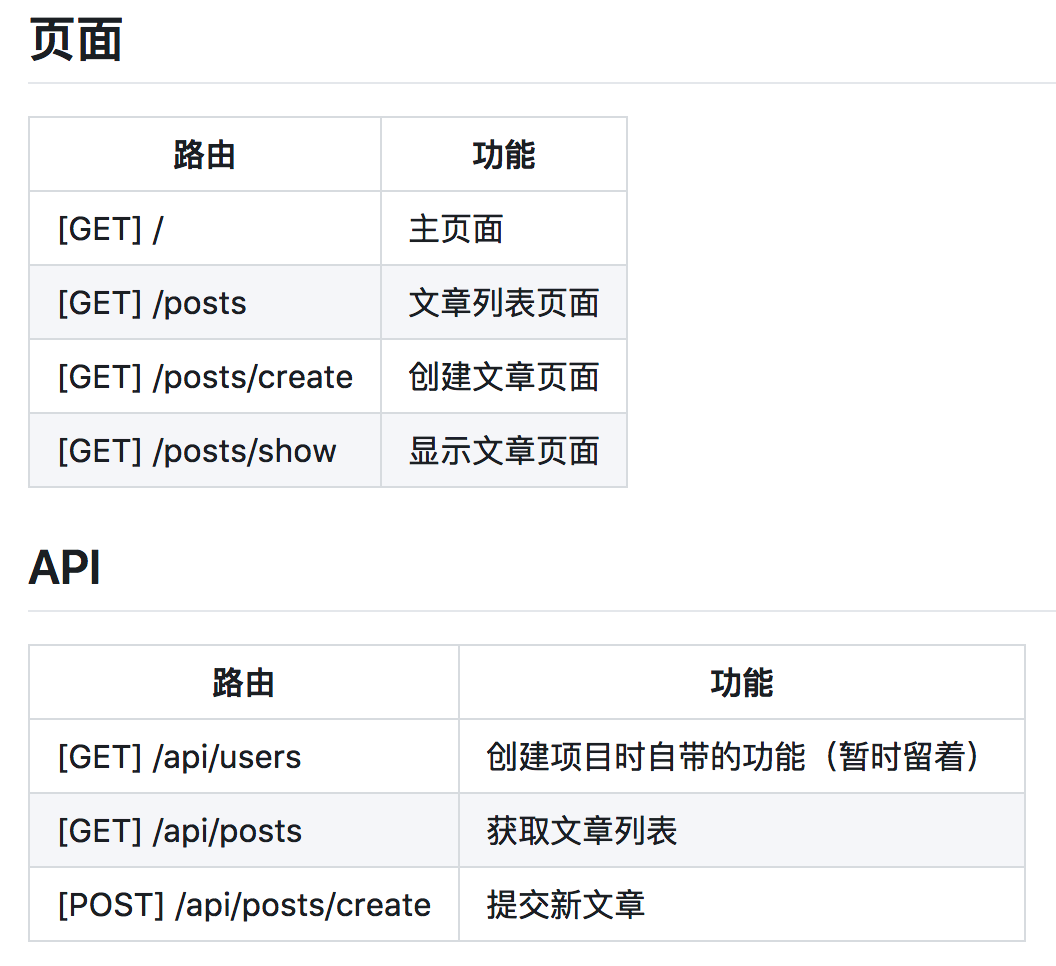 页面
路由 功能
[GET] / 主页面
[GET] /posts 文章列表页面
[GET] /posts/create 创建文章页面
[GET] /posts/show 显示文章页面
API
路由 功能
[GET] /api/users 创建项目时自带的功能（暂时留着）
[GET] /api/posts 获取文章列表
[POST] /api/posts/create 提交新文章